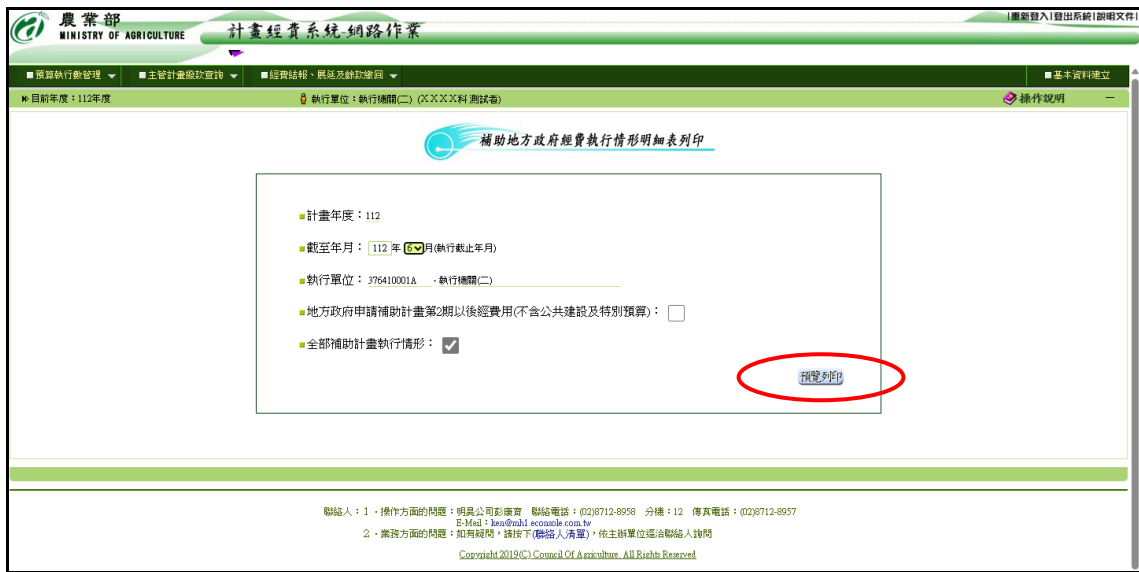 |重新登入|登出系統|說明文件|
農業部
MINISTRY OF AGRICULTURE
計畫經費系統-網路作業
■預算執行數管理 ■主管計畫撥款查詢 ■經費結報、展延及餘款繳回 ■基本資料建立
目前年度：112年度 執行單位：執行機關(二) (XXXX科 測試者) 操作說明 －
補助地方政府經費執行情形明細表列印
計畫年度：112
截至年月：112 年 6 月(執行截止年月)
執行單位：376410001A - 執行機關(二)
地方政府申請補助計畫第2期以後經費用(不含公共建設及特別預算)：
全部補助計畫執行情形：
預覽列印
聯絡人：1．操作方面的問題：明昊公司彭康育 聯絡電話：(02)8712-8958 分機：12 傳真電話：(02)8712-8957
E-Mail：ken@mh1.econsole.com.tw
2．業務方面的問題：如有疑問，請按下(聯絡人清單)，依主辦單位逕洽聯絡人詢問
Copyright 2019(C) Council Of Agriculture. All Rights Reserved